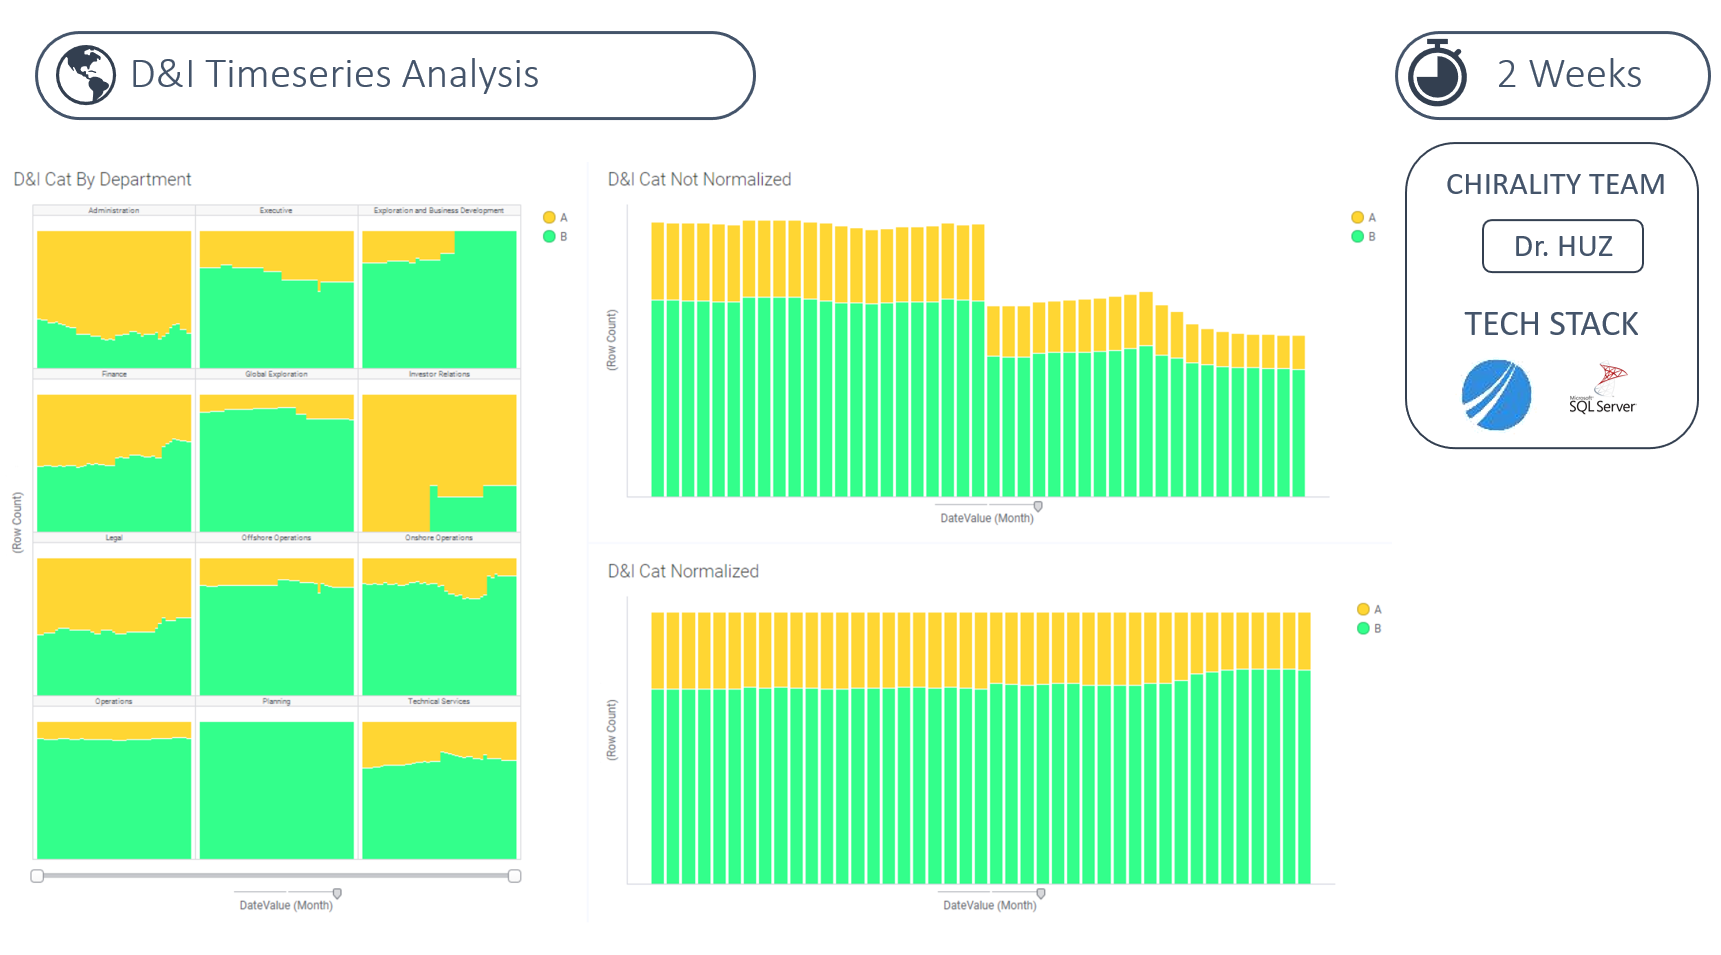 D&I Timeseries Analysis
2 Weeks
CHIRALITY TEAM
Dr. HUZ
TECH STACK
Microsoft
SQL Server
D&I Cat By Department
Administration
Executive
Exploration and Business Development
A
B
Finance
Global Exploration
Investor Relations
Legal
Offshore Operations
Onshore Operations
Operations
Planning
Technical Services
(Row Count)
DateValue (Month)
D&I Cat Not Normalized
A
B
(Row Count)
DateValue (Month)
D&I Cat Normalized
A
B
(Row Count)
DateValue (Month)